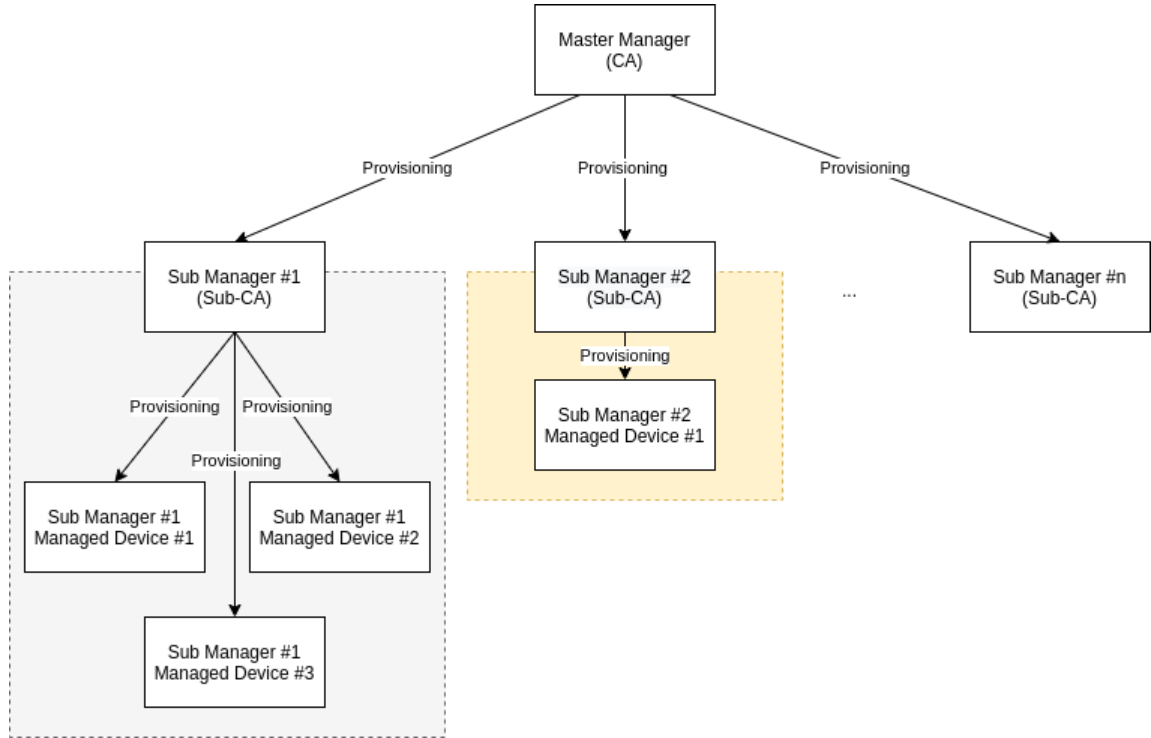 Master Manager
(CA)
Provisioning
Provisioning
Provisioning
Sub Manager #1
(Sub-CA)
Sub Manager #2
(Sub-CA)
...
Sub Manager #n
(Sub-CA)
Provisioning
Provisioning
Provisioning
Provisioning
Sub Manager #2
Managed Device #1
Sub Manager #1
Managed Device #1
Sub Manager #1
Managed Device #2
Sub Manager #1
Managed Device #3